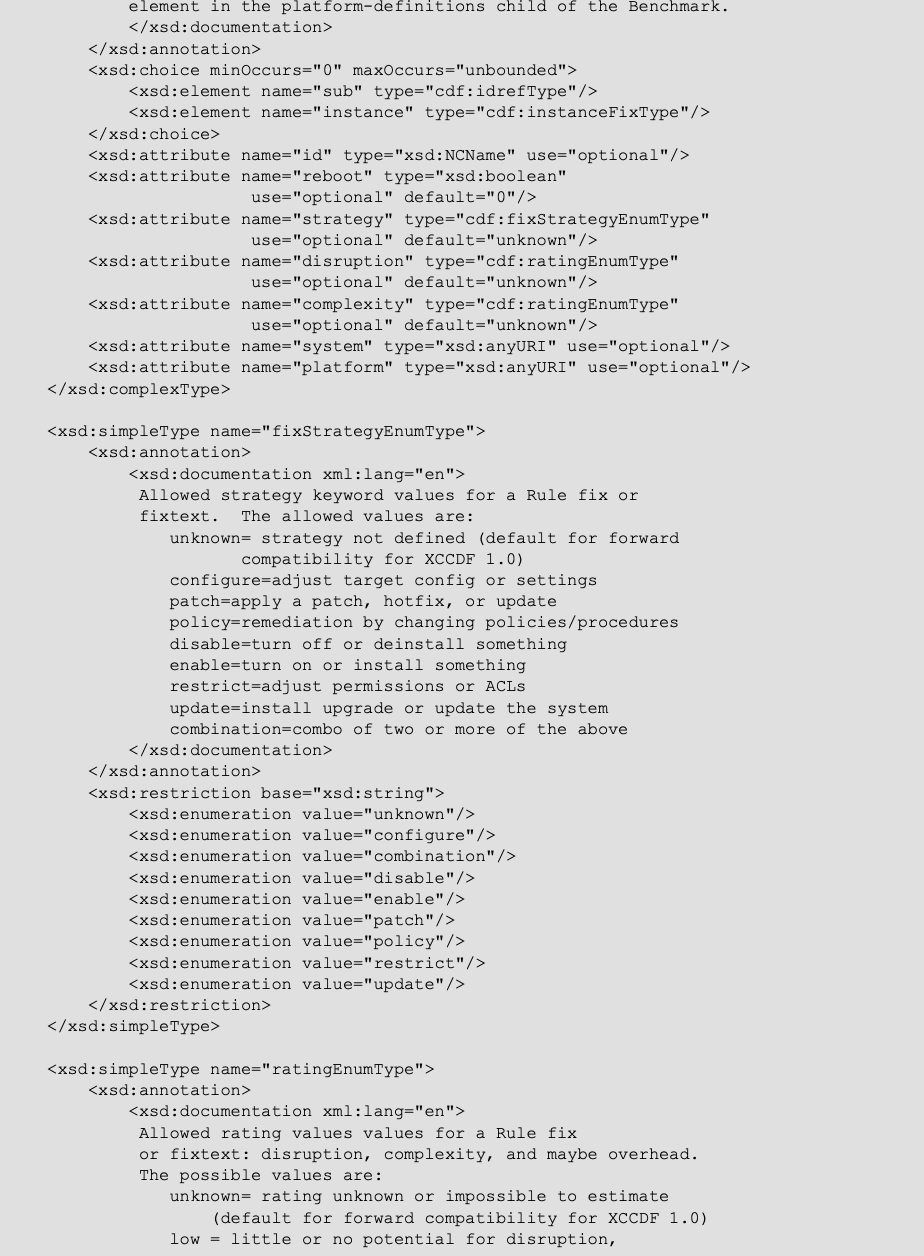 element in the platform-definitions child of the Benchmark.
</xsd:documentation>
</xsd:annotation>
<xsd:choice minOccurs="0" maxOccurs="unbounded">
<xsd:element name="sub" type="cdf:idrefType"/>
<xsd:element name="instance" type="cdf:instanceFixType"/>
</xsd:choice>
<xsd:attribute name="id" type="xsd:NCName" use="optional"/>
<xsd:attribute name="reboot" type="xsd:boolean"
use="optional" default="0"/>
<xsd:attribute name="strategy" type="cdf:fixStrategyEnumType"
use="optional" default="unknown"/>
<xsd:attribute name="disruption" type="cdf:ratingEnumType"
use="optional" default="unknown"/>
<xsd:attribute name="complexity" type="cdf:ratingEnumType"
use="optional" default="unknown"/>
<xsd:attribute name="system" type="xsd:anyURI" use="optional"/>
<xsd:attribute name="platform" type="xsd:anyURI" use="optional"/>
</xsd:complexType>
<xsd:simpleType name="fixStrategyEnumType">
<xsd:annotation>
<xsd:documentation xml:lang="en">
Allowed strategy keyword values for a Rule fix or
fixtext.  The allowed values are:
unknown= strategy not defined (default for forward
compatibility for XCCDF 1.0)
configure=adjust target config or settings
patch=apply a patch, hotfix, or update
policy=remediation by changing policies/procedures
disable=turn off or deinstall something
enable=turn on or install something
restrict=adjust permissions or ACLs
update=install upgrade or update the system
combination=combo of two or more of the above
</xsd:documentation>
</xsd:annotation>
<xsd:restriction base="xsd:string">
<xsd:enumeration value="unknown"/>
<xsd:enumeration value="configure"/>
<xsd:enumeration value="combination"/>
<xsd:enumeration value="disable"/>
<xsd:enumeration value="enable"/>
<xsd:enumeration value="patch"/>
<xsd:enumeration value="policy"/>
<xsd:enumeration value="restrict"/>
<xsd:enumeration value="update"/>
</xsd:restriction>
</xsd:simpleType>
<xsd:simpleType name="ratingEnumType">
<xsd:annotation>
<xsd:documentation xml:lang="en">
Allowed rating values values for a Rule fix
or fixtext: disruption, complexity, and maybe overhead.
The possible values are:
unknown= rating unknown or impossible to estimate
(default for forward compatibility for XCCDF 1.0)
low = little or no potential for disruption,